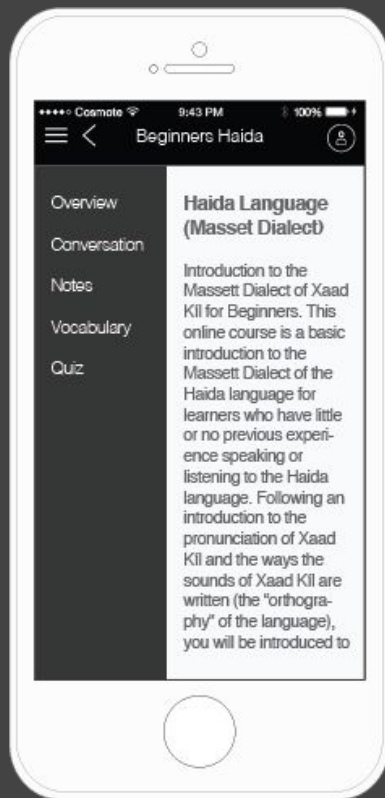 Cosmote 9:43 PM 100%
Beginners Haida
Overview
Conversation
Notes
Vocabulary
Quiz
Haida Language
(Masset Dialect)
Introduction to the
Massett Dialect of Xaad
Kîl for Beginners. This
online course is a basic
introduction to the
Massett Dialect of the
Haida language for
learners who have little
or no previous experi-
ence speaking or
listening to the Haida
language. Following an
introduction to the
pronunciation of Xaad
Kîl and the ways the
sounds of Xaad Kîl are
written (the "orthogra-
phy" of the language),
you will be introduced to